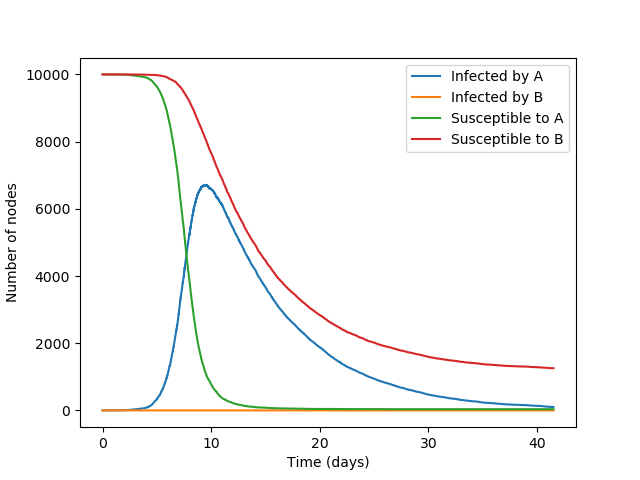 Infected by A
Infected by B
Susceptible to A
Susceptible to B
Number of nodes
10000
8000
6000
4000
2000
0
0 10 20 30 40
Time (days)